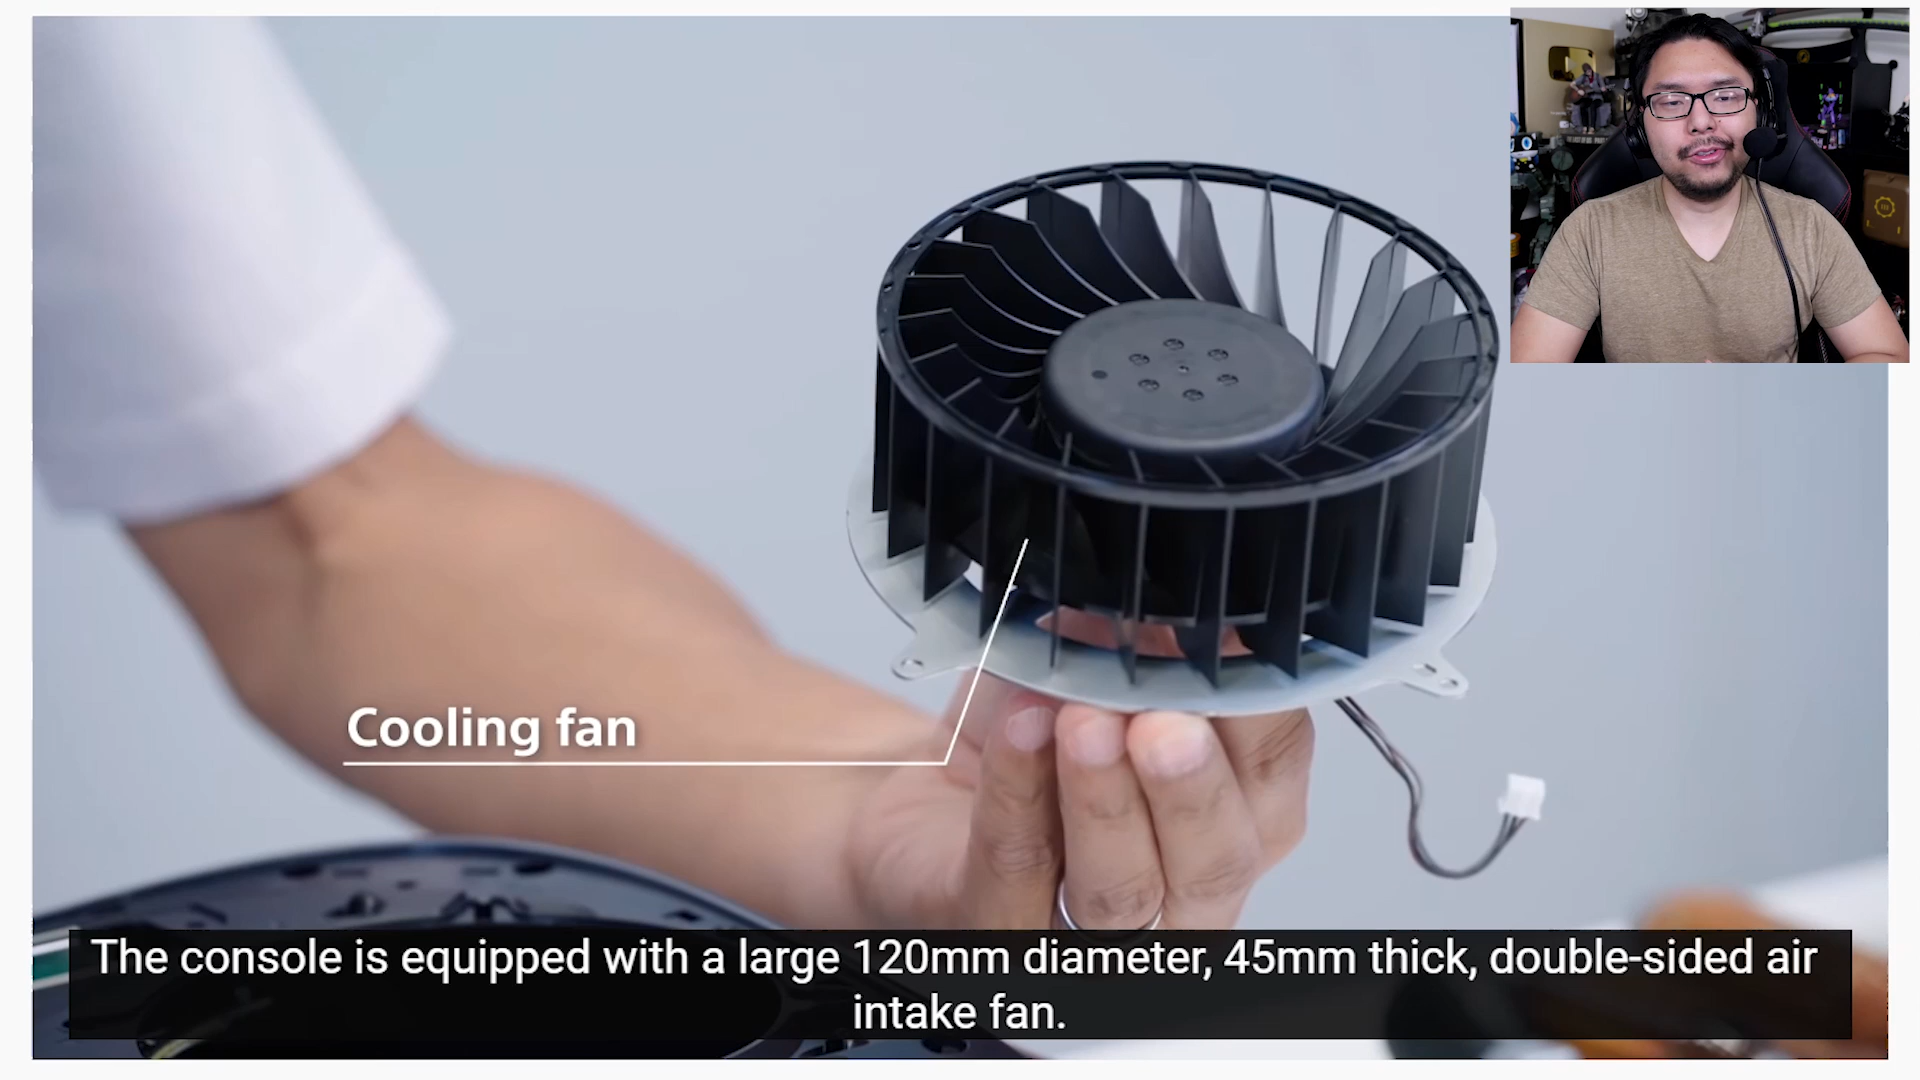 Cooling fan
The console is equipped with a large 120mm diameter, 45mm thick, double-sided air
intake fan.